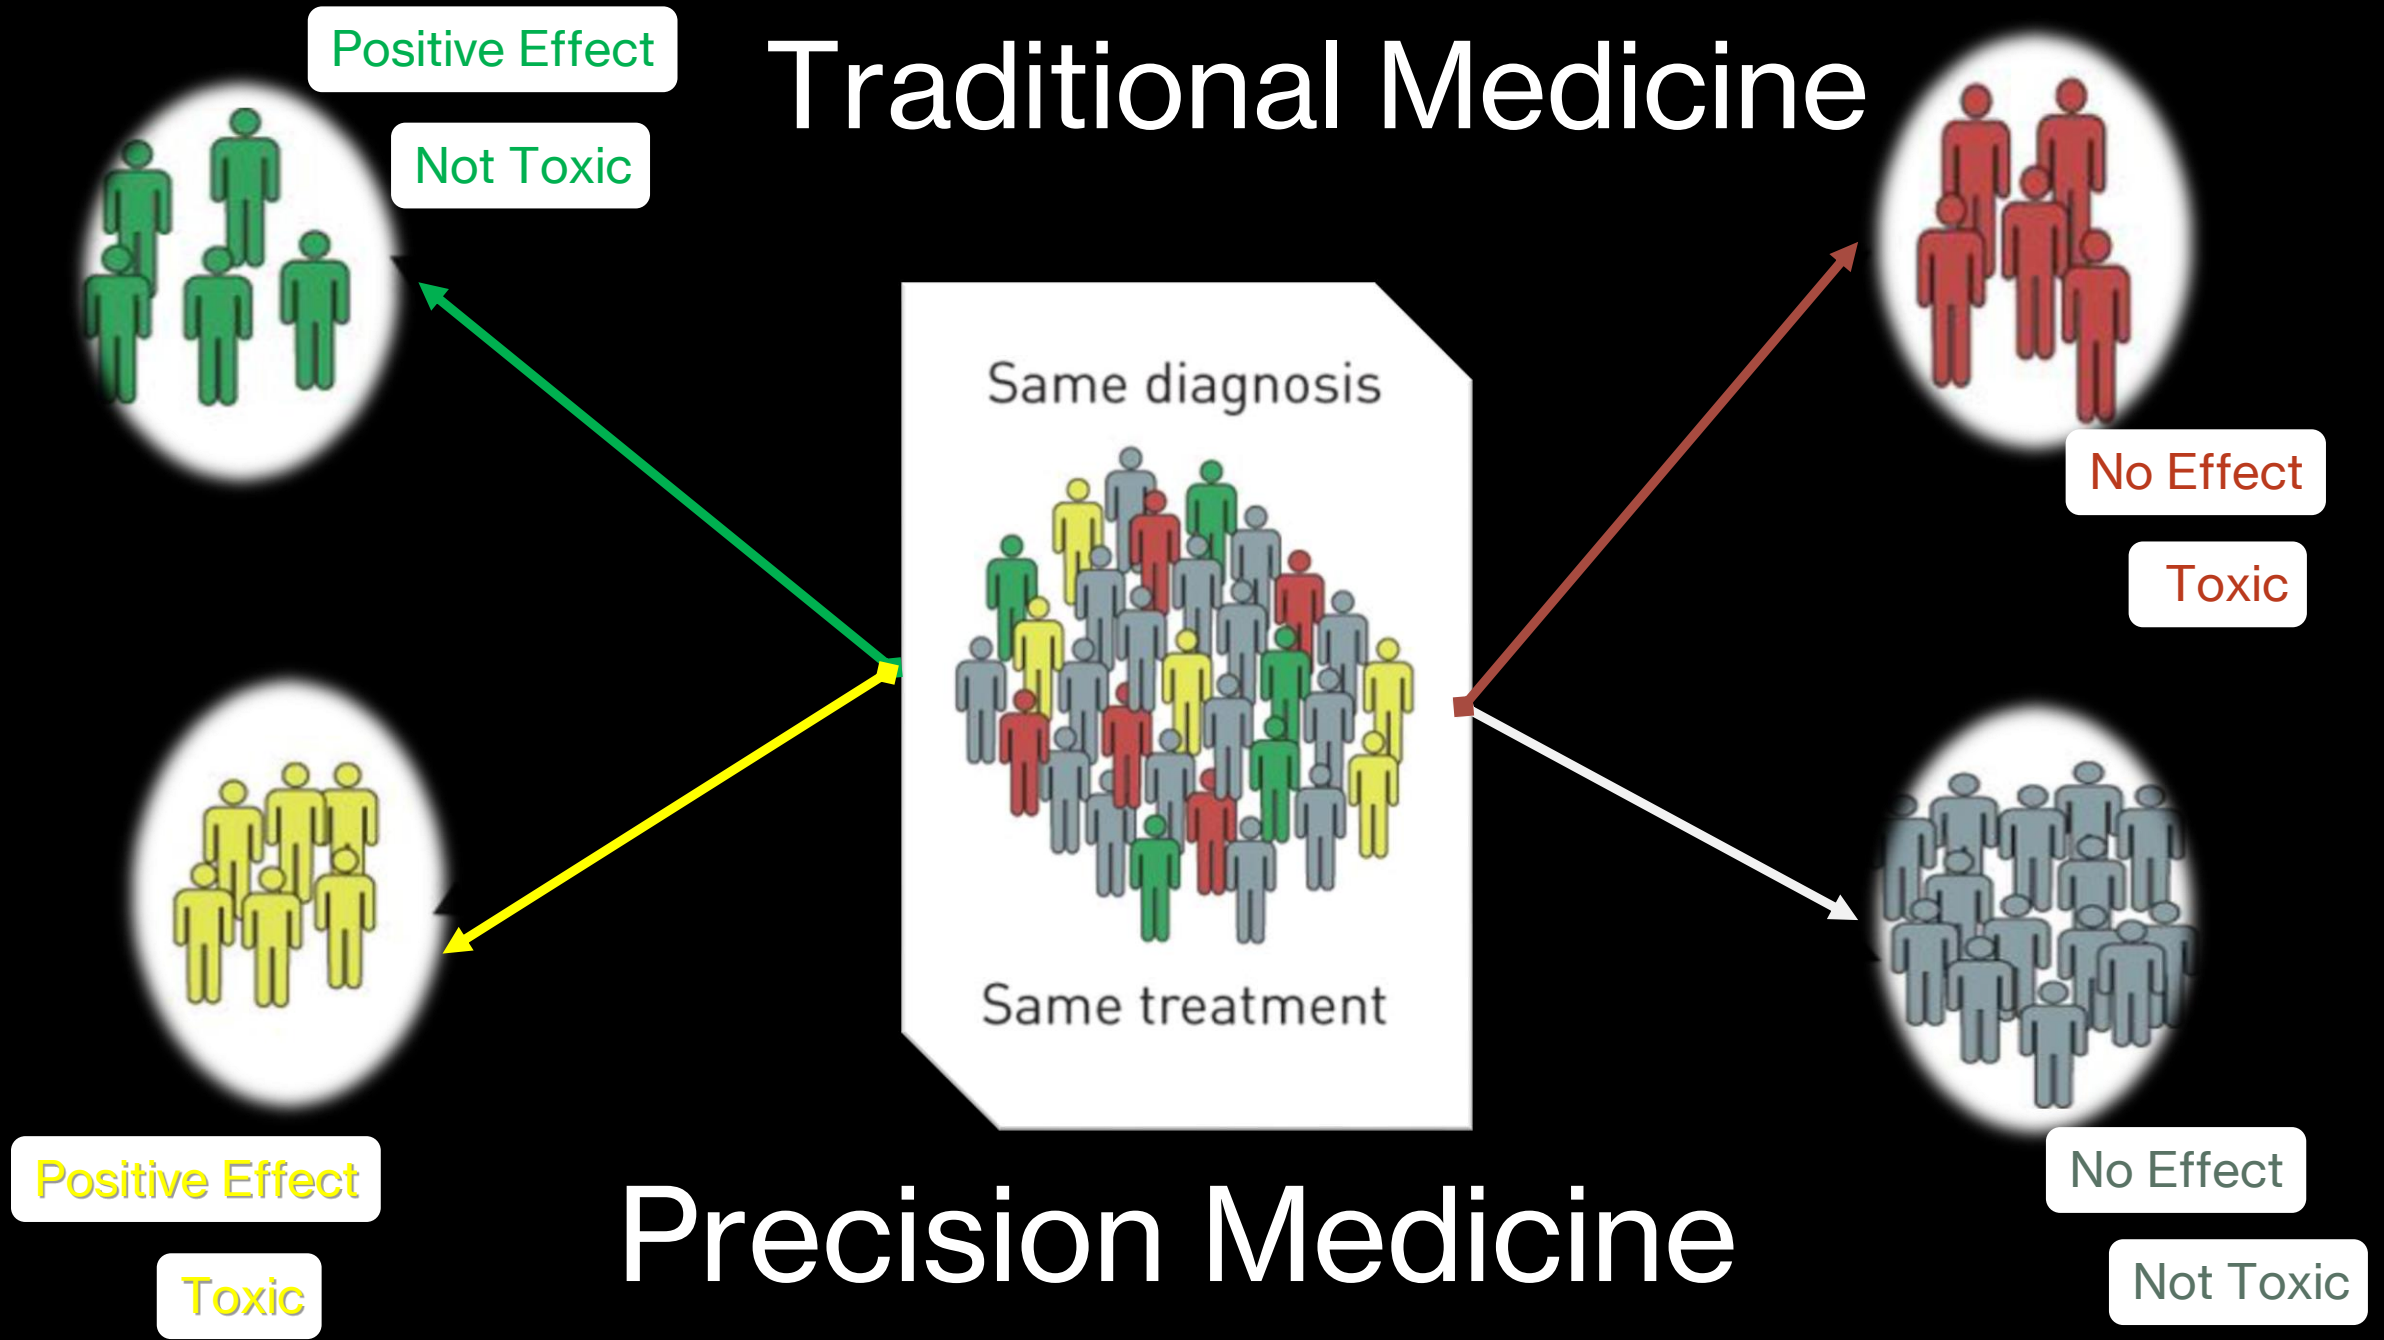 Positive Effect
Not Toxic
Traditional Medicine
No Effect
Toxic
Same diagnosis
Same treatment
Positive Effect
Toxic
Precision Medicine
No Effect
Not Toxic